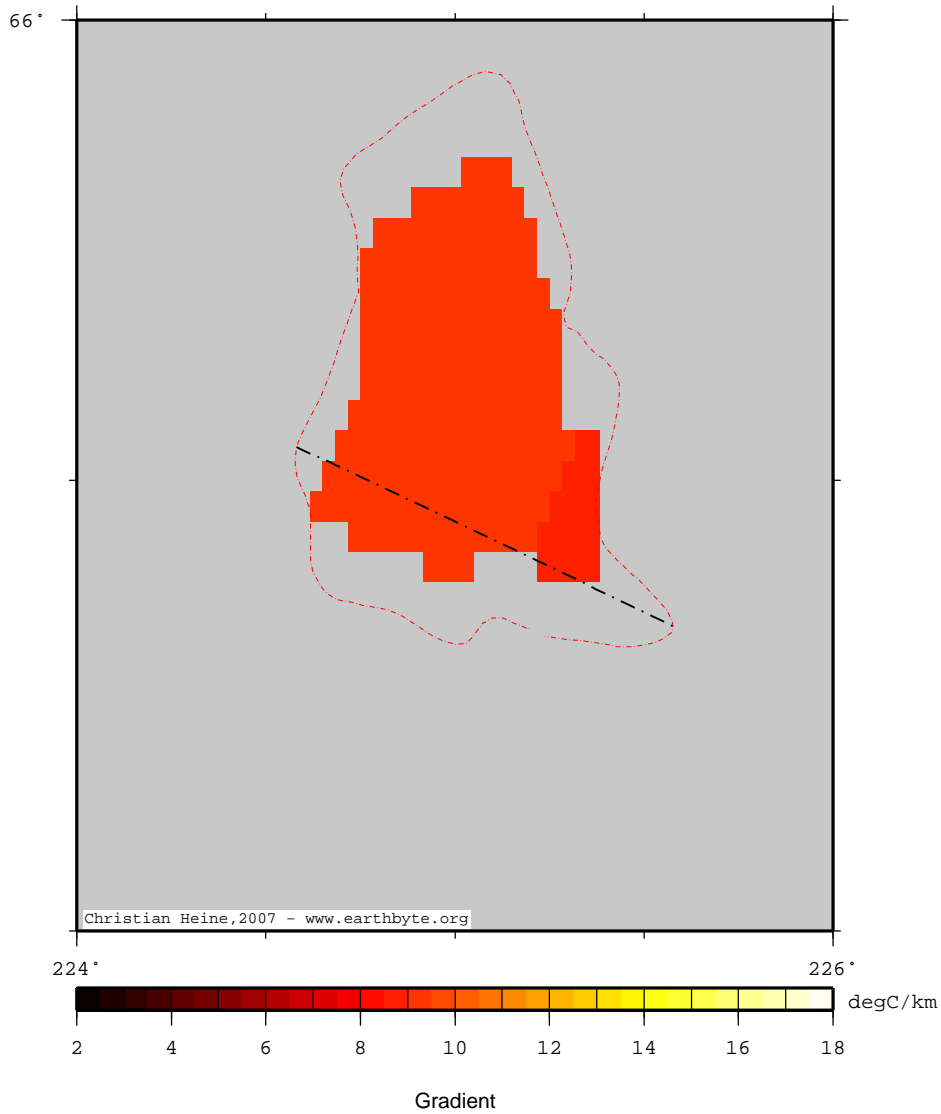 66°
Christian Heine,2007 - www.earthbyte.org
224° 226°
degC/km
2 4 6 8 10 12 14 16 18
Gradient